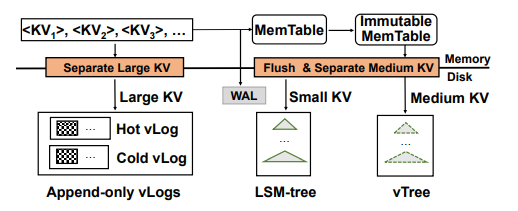 <KV₁>, <KV₂>, <KV₃>, ...
MemTable
Immutable
MemTable
Separate Large KV
Flush & Separate Medium KV
Memory
Disk
Large KV
WAL
Small KV
Medium KV
... Hot vLog
... Cold vLog
...
...
Append-only vLogs
LSM-tree
vTree